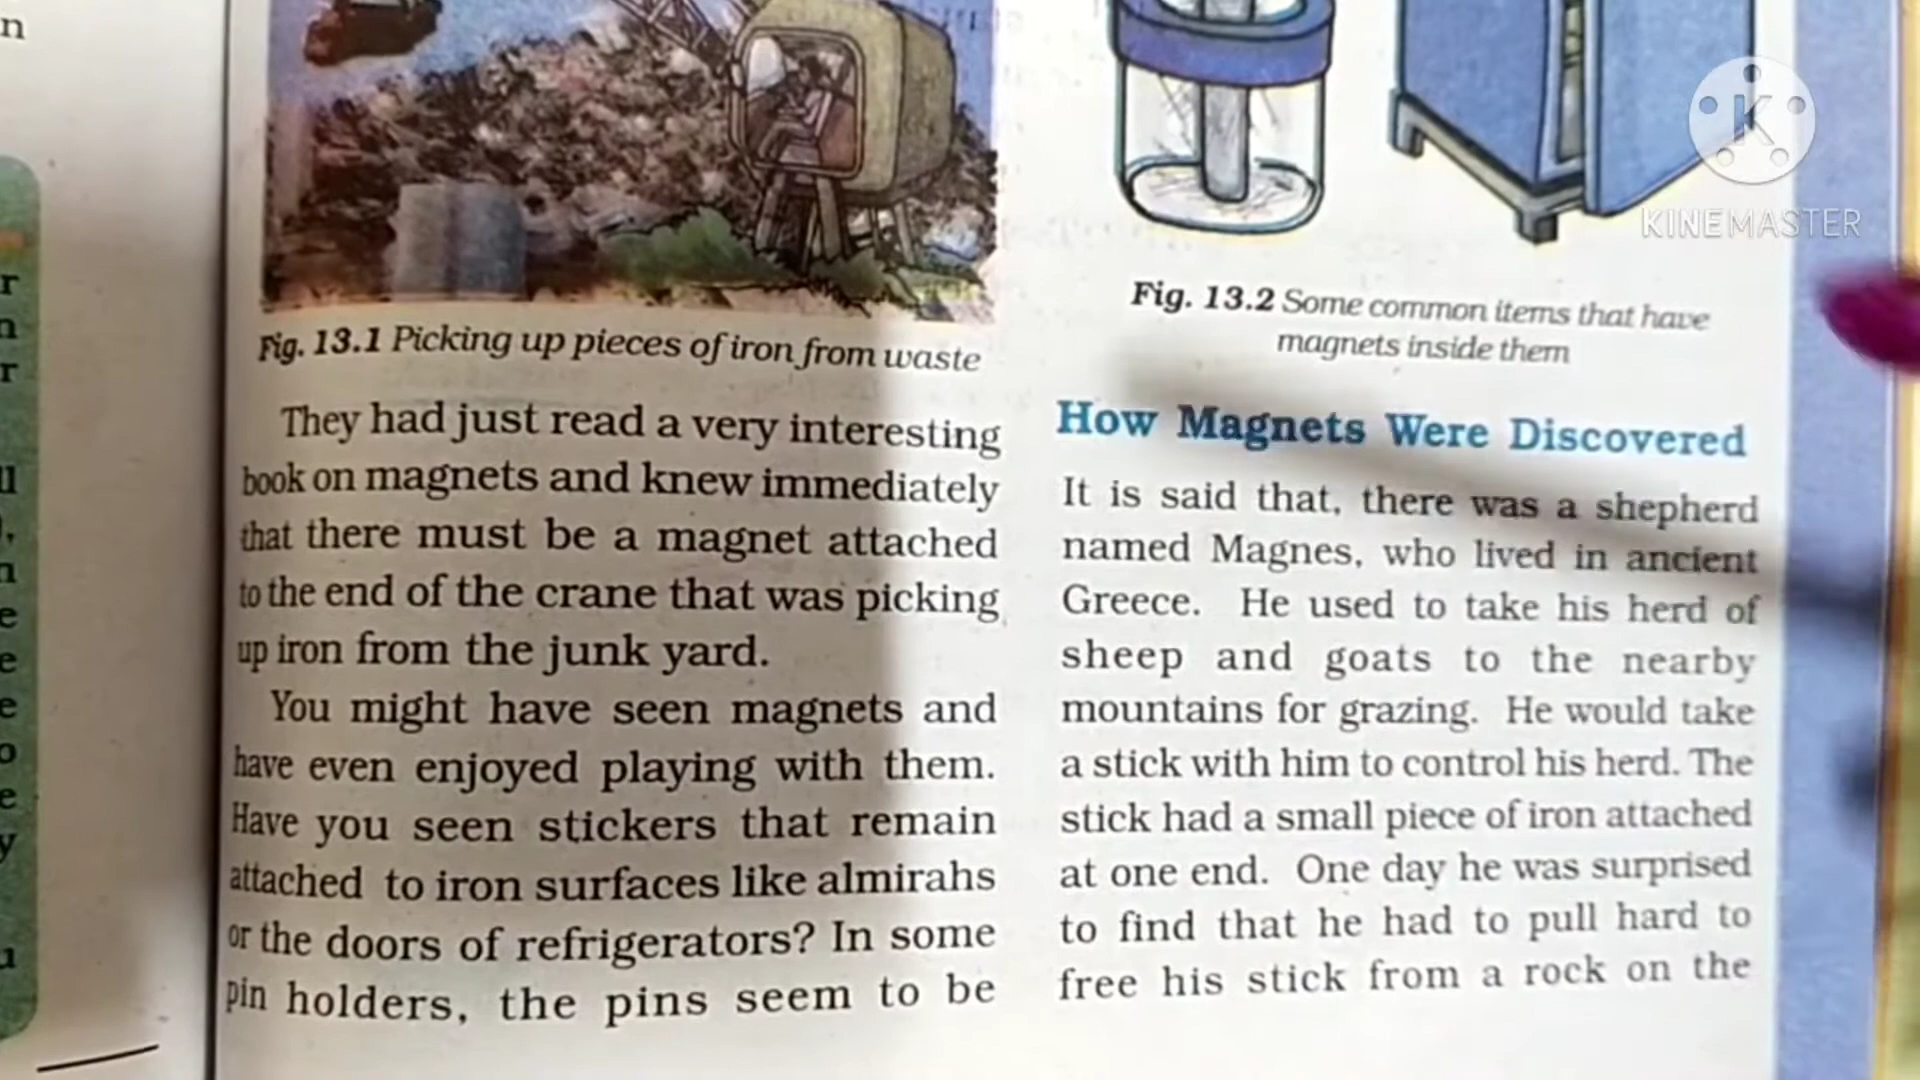 Fig. 13.1 Picking up pieces of iron from waste
They had just read a very interesting
book on magnets and knew immediately
that there must be a magnet attached
to the end of the crane that was picking
up iron from the junk yard.
You might have seen magnets and
have even enjoyed playing with them.
Have you seen stickers that remain
attached to iron surfaces like almirahs
or the doors of refrigerators? In some
pin holders, the pins seem to be
Fig. 13.2 Some common items that have
magnets inside them
How Magnets Were Discovered
It is said that, there was a shepherd
named Magnes, who lived in ancient
Greece. He used to take his herd of
sheep and goats to the nearby
mountains for grazing. He would take
a stick with him to control his herd. The
stick had a small piece of iron attached
at one end. One day he was surprised
to find that he had to pull hard to
free his stick from a rock on the
K
KINEMASTER